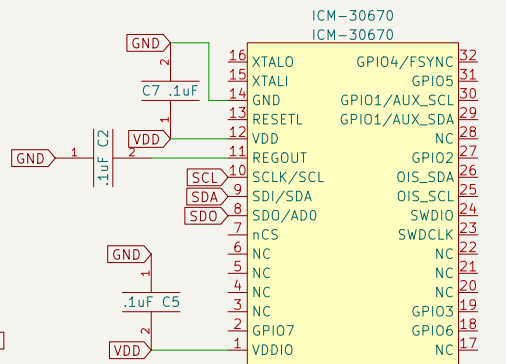 ICM-30670
ICM-30670
GND
2
C7 .1uF
1
VDD
GND
1
.1uF C2
2
SCL
SDA
SDO
GND
1
.1uF C5
2
VDD
16 XTALO
15 XTALI
14 GND
13 RESETL
12 VDD
11 REGOUT
10 SCLK/SCL
9 SDI/SDA
8 SDO/AD0
7 nCS
6 NC
5 NC
4 NC
3 NC
2 GPIO7
1 VDDIO
GPIO4/FSYNC 32
GPIO5 31
GPIO1/AUX_SCL 30
GPIO1/AUX_SDA 29
NC 28
GPIO2 27
OIS_SDA 26
OIS_SCL 25
SWDIO 24
SWDCLK 23
NC 22
NC 21
NC 20
GPIO3 19
GPIO6 18
NC 17